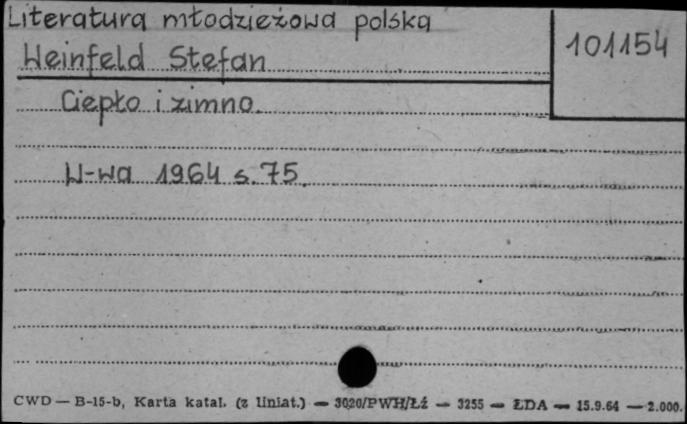 Literatura młodzieżowa polska
101154
Weinfeld Stefan
Ciepło i zimno.
W-wa 1964 s. 75.
CWD — B-15-b, Karta katal. (z liniat.) — 3020/PWH/Łź — 3255 — ŁDA — 15.9.64 — 2.000.